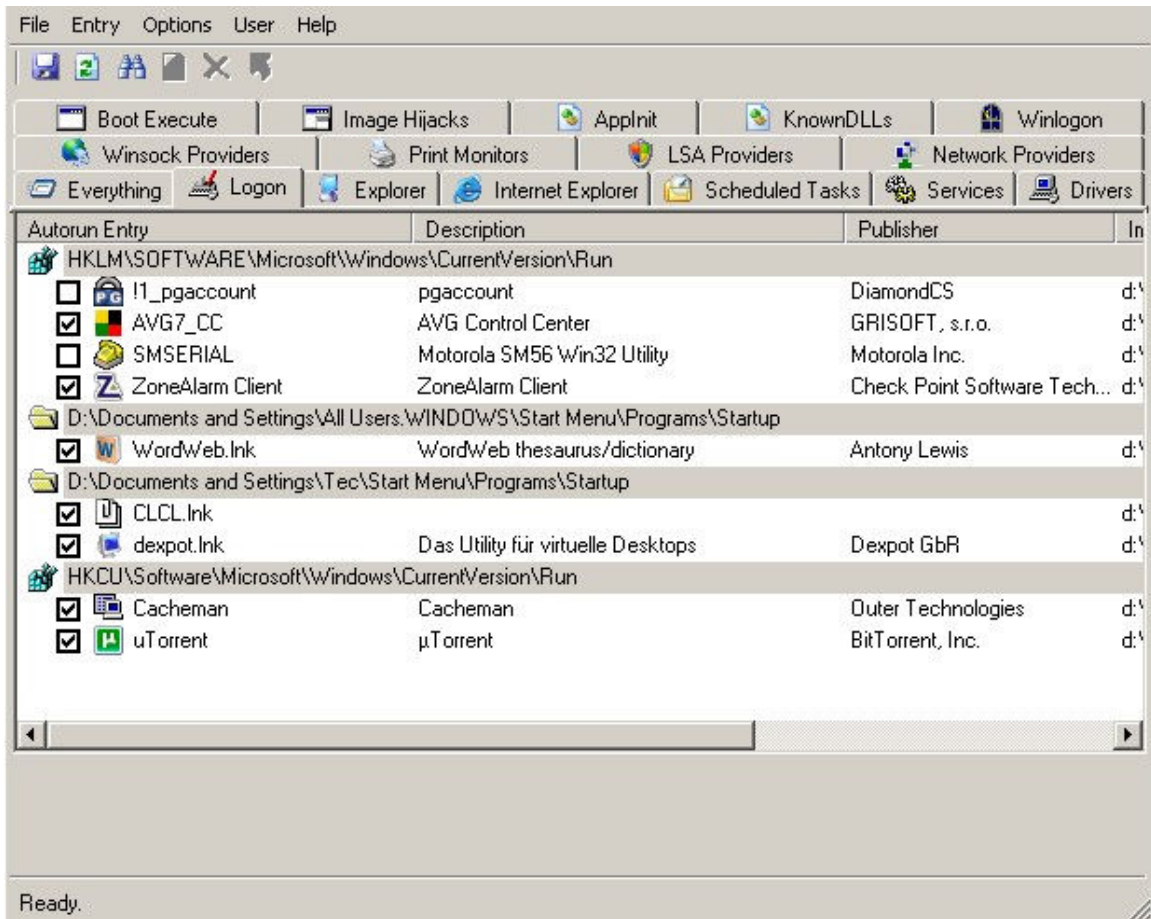 File Entry Options User Help
Boot Execute Image Hijacks AppInit KnownDLLs Winlogon
Winsock Providers Print Monitors LSA Providers Network Providers
Everything Logon Explorer Internet Explorer Scheduled Tasks Services Drivers
Autorun Entry Description Publisher
HKLM\SOFTWARE\Microsoft\Windows\CurrentVersion\Run
!1_pgaccount pgaccount DiamondCS d:\
AVG7_CC AVG Control Center GRISOFT, s.r.o. d:\
SMSERIAL Motorola SM56 Win32 Utility Motorola Inc. d:\
ZoneAlarm Client ZoneAlarm Client Check Point Software Tech... d:\
D:\Documents and Settings\All Users.WINDOWS\Start Menu\Programs\Startup
WordWeb.lnk WordWeb thesaurus/dictionary Antony Lewis d:\
D:\Documents and Settings\Tec\Start Menu\Programs\Startup
CLCL.lnk d:\
dexpot.lnk Das Utility für virtuelle Desktops Dexpot GbR d:\
HKCU\Software\Microsoft\Windows\CurrentVersion\Run
Cacheman Cacheman Outer Technologies d:\
uTorrent µTorrent BitTorrent, Inc. d:\
Ready.